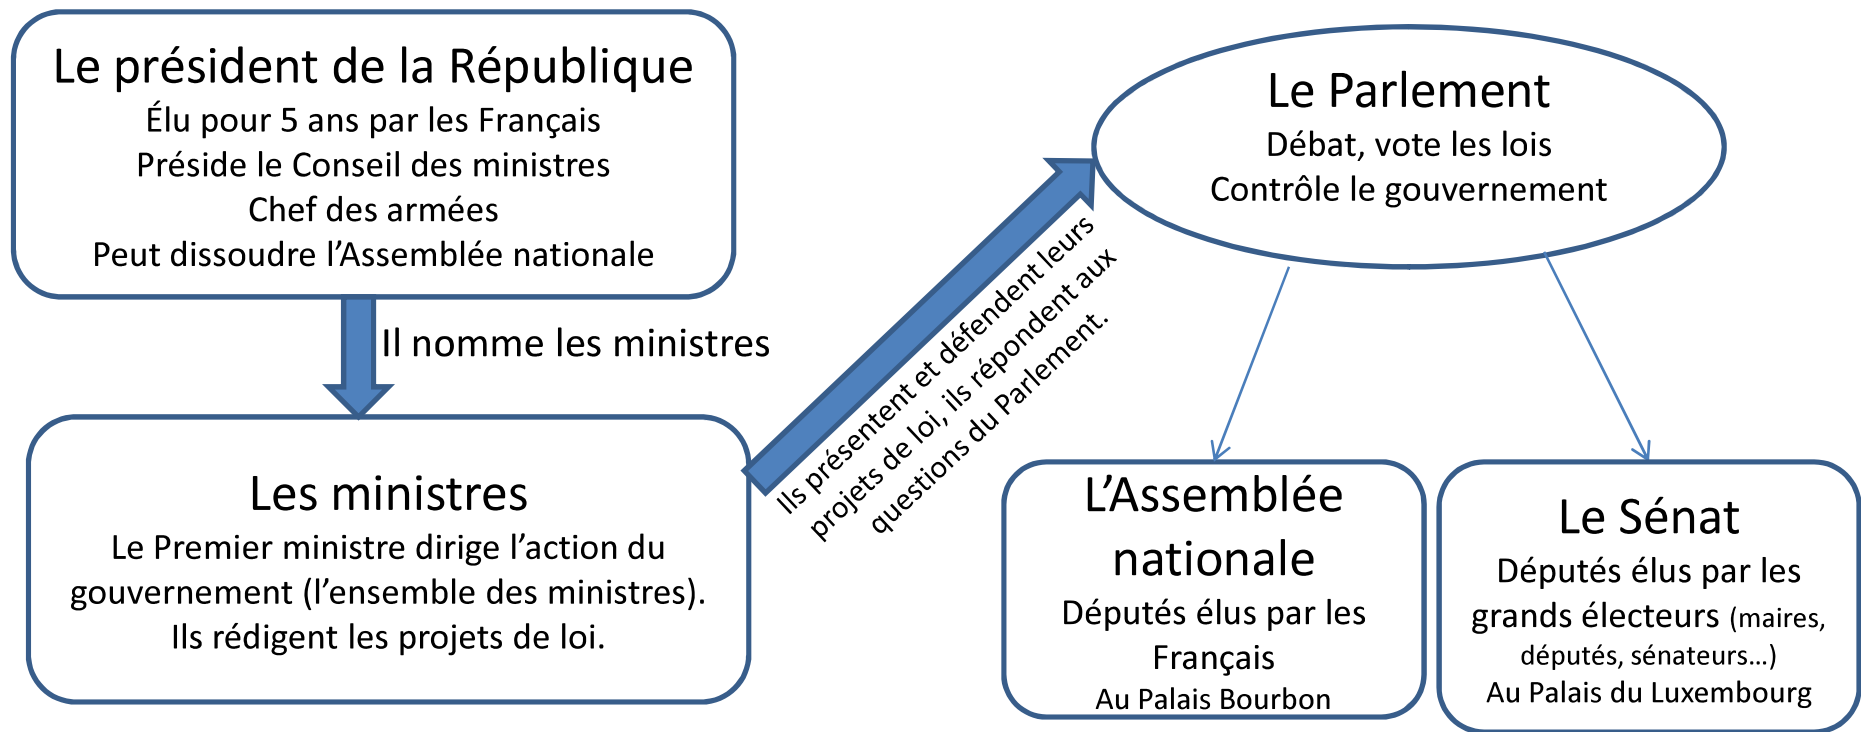 Le président de la République
Élu pour 5 ans par les Français
Préside le Conseil des ministres
Chef des armées
Peut dissoudre l’Assemblée nationale
Il nomme les ministres
Les ministres
Le Premier ministre dirige l’action du
gouvernement (l’ensemble des ministres).
Ils rédigent les projets de loi.
Ils présentent et défendent leurs
projets de loi, ils répondent aux
questions du Parlement.
Le Parlement
Débat, vote les lois
Contrôle le gouvernement
L’Assemblée
nationale
Députés élus par les
Français
Au Palais Bourbon
Le Sénat
Députés élus par les
grands électeurs (maires,
députés, sénateurs…)
Au Palais du Luxembourg